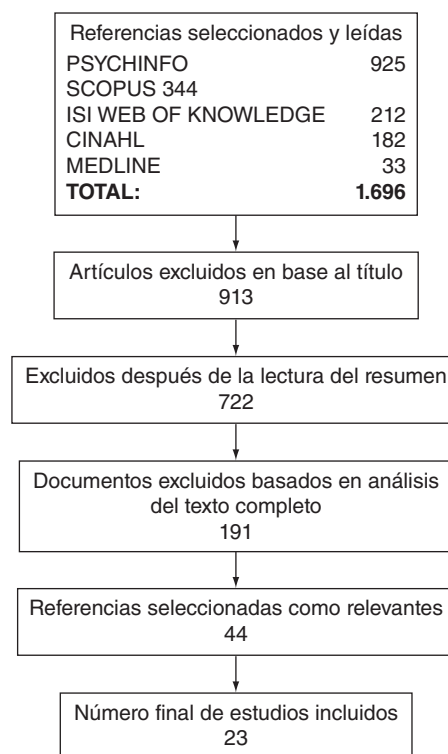 Referencias seleccionados y leídas
PSYCHINFO 925
SCOPUS 344
ISI WEB OF KNOWLEDGE 212
CINAHL 182
MEDLINE 33
TOTAL: 1.696
Artículos excluidos en base al título
913
Excluidos después de la lectura del resumen
722
Documentos excluidos basados en análisis
del texto completo
191
Referencias seleccionadas como relevantes
44
Número final de estudios incluidos
23